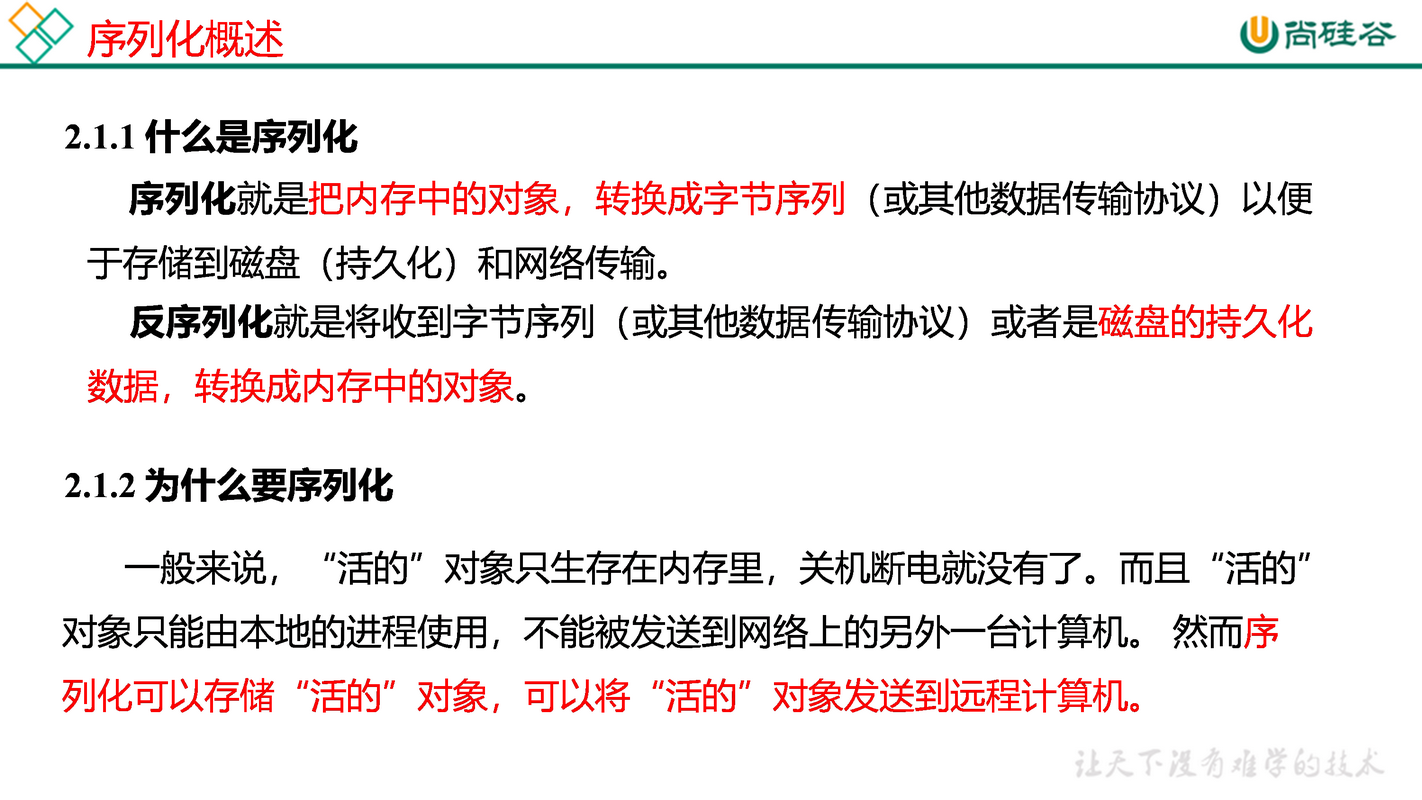 序列化概述
尚硅谷
2.1.1 什么是序列化
序列化就是把内存中的对象，转换成字节序列（或其他数据传输协议）以便
于存储到磁盘（持久化）和网络传输。
反序列化就是将收到字节序列（或其他数据传输协议）或者是磁盘的持久化
数据，转换成内存中的对象。
2.1.2 为什么要序列化
一般来说，“活的”对象只生存在内存里，关机断电就没有了。而且“活的”
对象只能由本地的进程使用，不能被发送到网络上的另外一台计算机。 然而序
列化可以存储“活的”对象，可以将“活的”对象发送到远程计算机。
让天下没有难学的技术